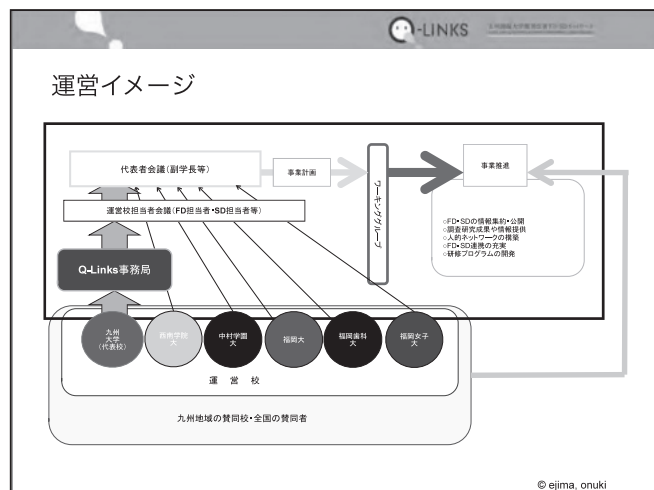 Q-LINKS
運営イメージ
代表者会議(副学長等)
事業計画
ワーキンググループ
事業推進
運営校担当者会議(FD担当者・SD担当者等)
○FD・SDの情報集約・公開
○調査研究成果や情報提供
○人的ネットワークの構築
○FD・SD連携の充実
○研修プログラムの開発
Q-Links事務局
九州
大学
(代表校)
西南学院
大
中村学園
大
福岡大
福岡歯科
大
福岡女子
大
運 営 校
九州地域の賛同校・全国の賛同者
© ejima, onuki